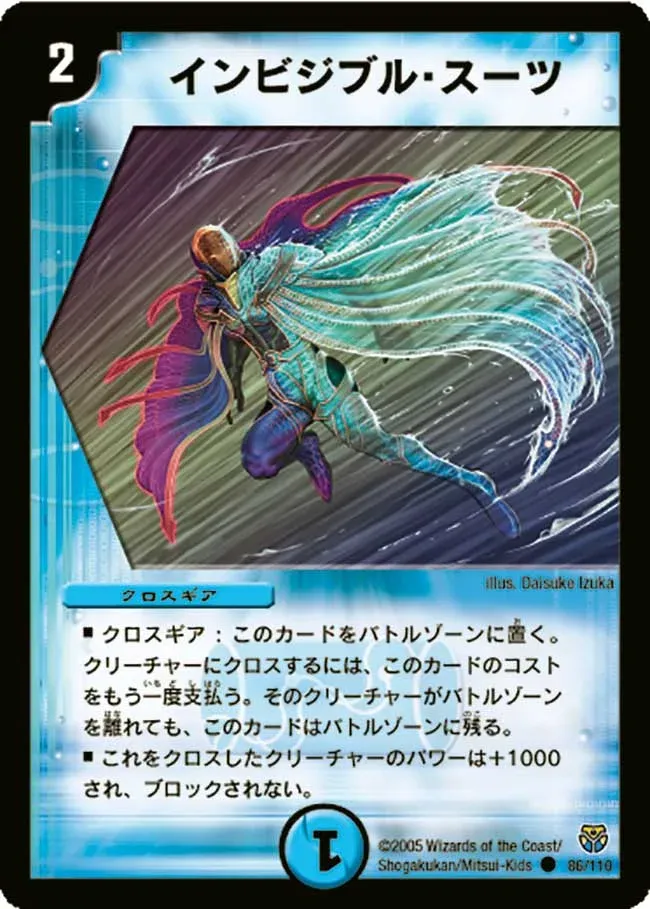 2
インビジブル・スーツ
illus. Daisuke Izuka
クロスギア
■ クロスギア：このカードをバトルゾーンに置く。
クリーチャーにクロスするには、このカードのコスト
をもう一度支払う。そのクリーチャーがバトルゾーン
を離れても、このカードはバトルゾーンに残る。
■ これをクロスしたクリーチャーのパワーは＋1000
され、ブロックされない。
1
©2005 Wizards of the Coast/
Shogakukan/Mitsui-Kids ● 86/110